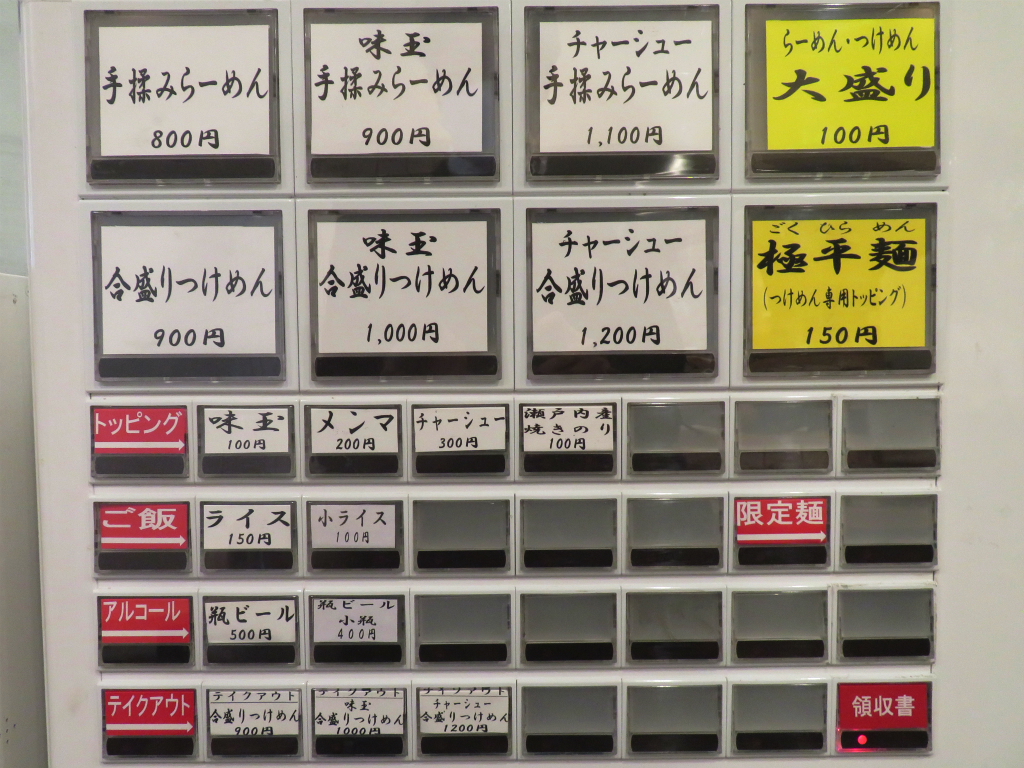 手揉みらーめん
800円
味玉
手揉みらーめん
900円
チャーシュー
手揉みらーめん
1,100円
らーめん・つけめん
大盛り
100円
合盛りつけめん
900円
味玉
合盛りつけめん
1,000円
チャーシュー
合盛りつけめん
1,200円
ごく ひら めん
極平麺
(つけめん専用トッピング)
150円
トッピング
味玉
100円
メンマ
200円
チャーシュー
300円
瀬戸内産
焼きのり
100円
ご飯
ライス
150円
小ライス
100円
限定麺
アルコール
瓶ビール
500円
瓶ビール
小瓶
400円
テイクアウト
テイクアウト
合盛りつけめん
900円
テイクアウト
味玉
合盛りつけめん
1000円
テイクアウト
チャーシュー
合盛りつけめん
1200円
領収書